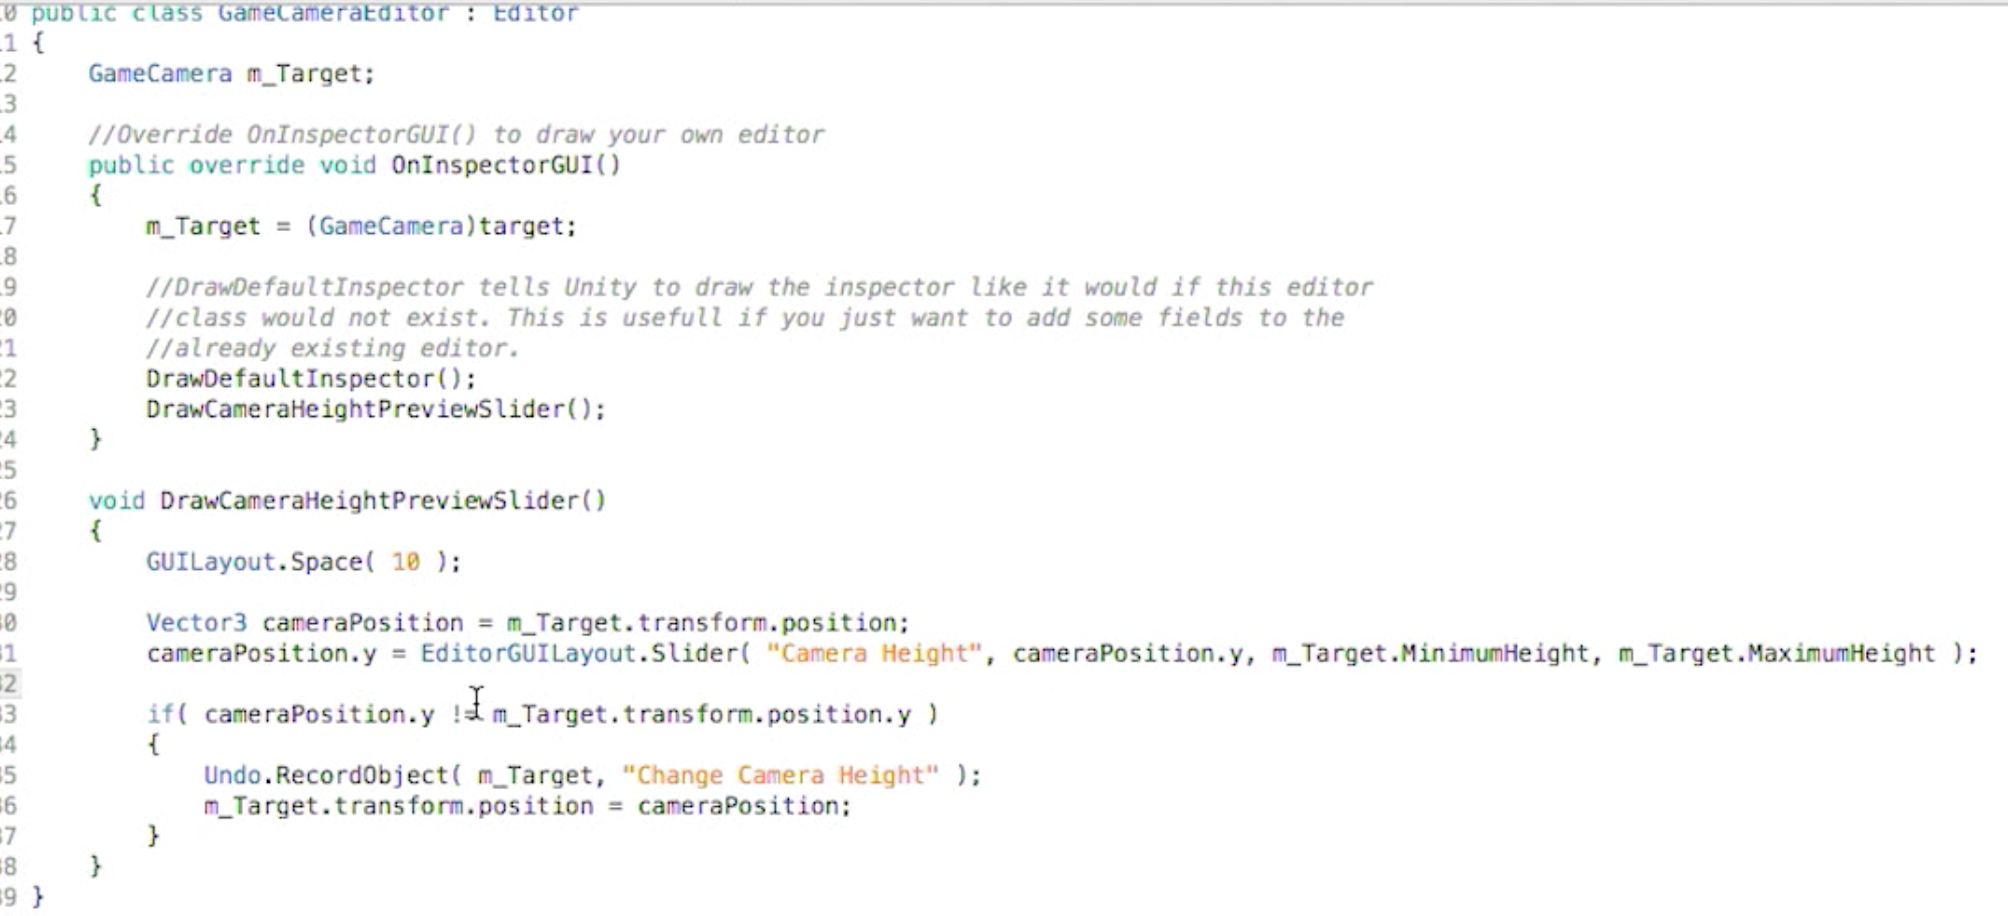 0 public class GameCameraEditor : Editor
1 {
2 GameCamera m_Target;
3
4 //Override OnInspectorGUI() to draw your own editor
5 public override void OnInspectorGUI()
6 {
7 m_Target = (GameCamera)target;
8
9 //DrawDefaultInspector tells Unity to draw the inspector like it would if this editor
20 //class would not exist. This is usefull if you just want to add some fields to the
21 //already existing editor.
22 DrawDefaultInspector();
23 DrawCameraHeightPreviewSlider();
24 }
25
26 void DrawCameraHeightPreviewSlider()
27 {
28 GUILayout.Space( 10 );
29
30 Vector3 cameraPosition = m_Target.transform.position;
31 cameraPosition.y = EditorGUILayout.Slider( "Camera Height", cameraPosition.y, m_Target.MinimumHeight, m_Target.MaximumHeight );
32
33 if( cameraPosition.y != m_Target.transform.position.y )
34 {
35 Undo.RecordObject( m_Target, "Change Camera Height" );
36 m_Target.transform.position = cameraPosition;
37 }
38 }
39 }